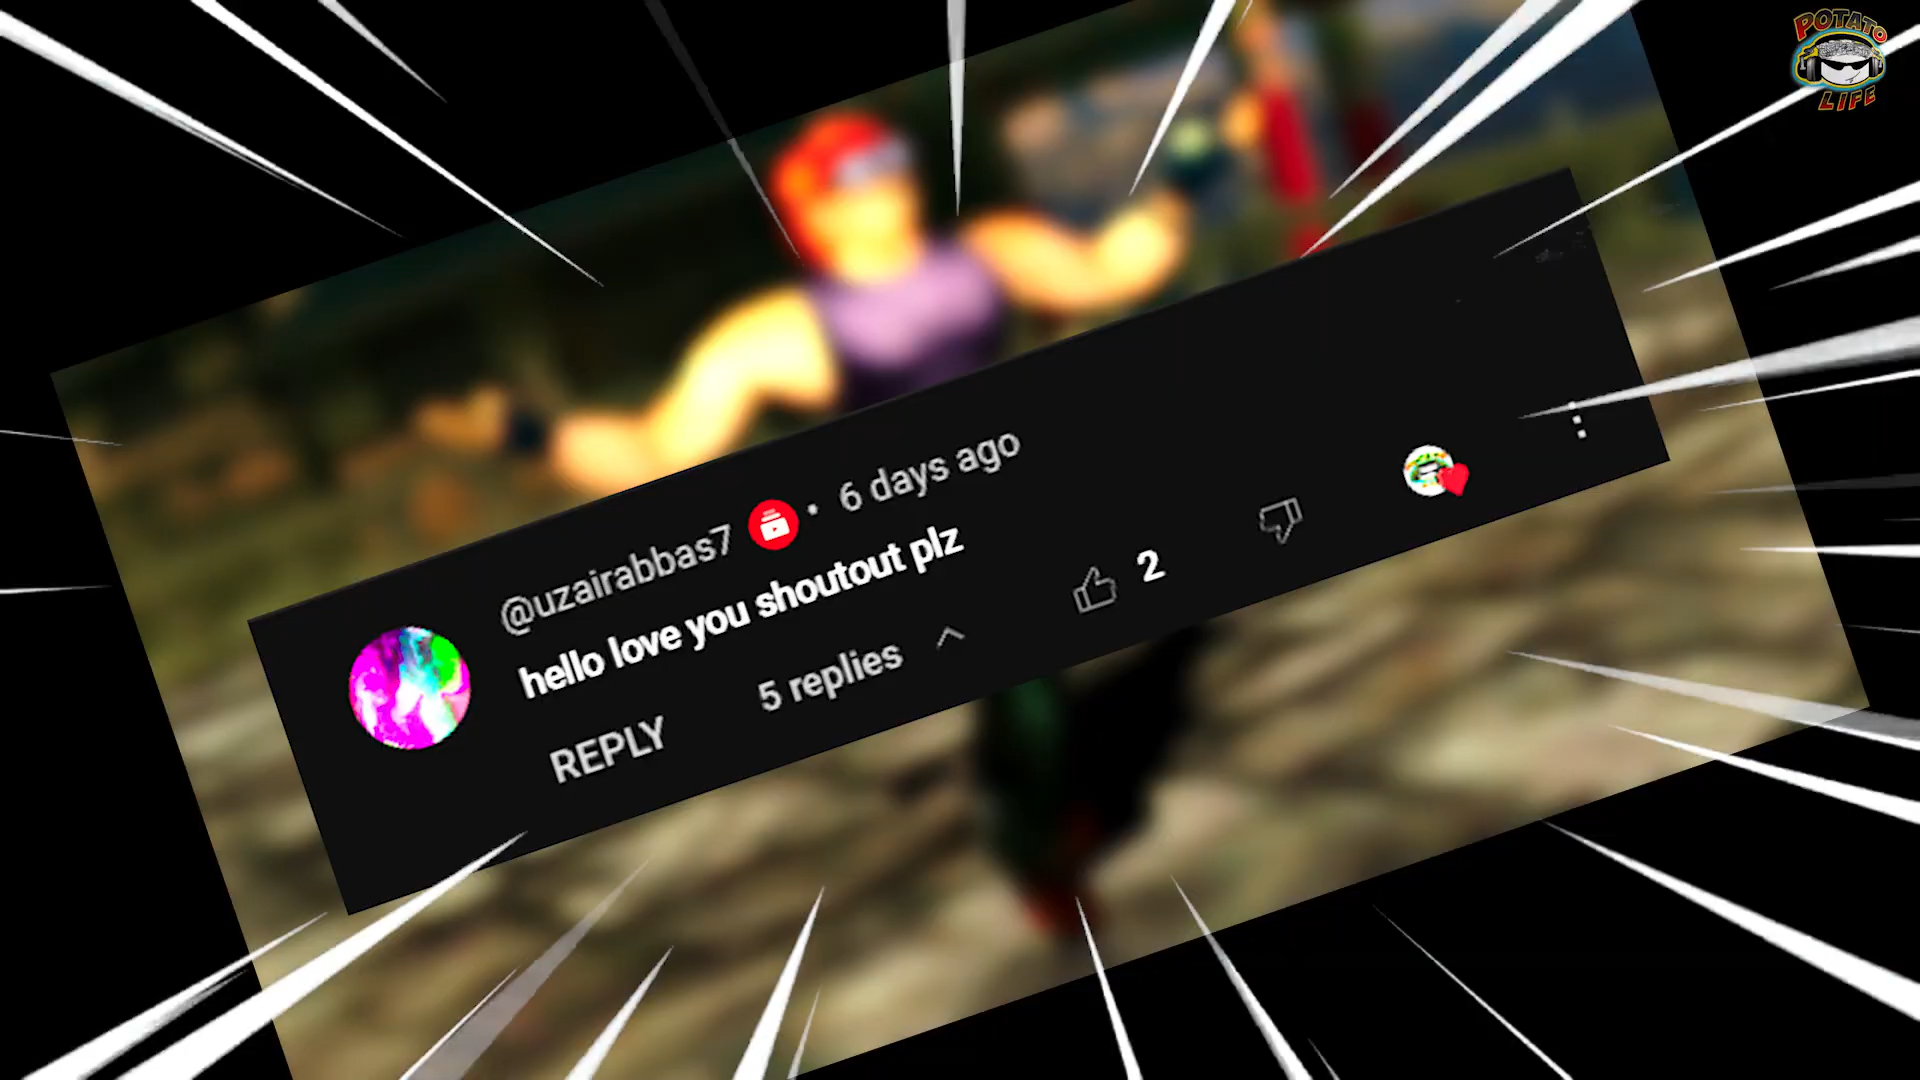 POTATO
LIFE
@uzairabbas7 · 6 days ago
hello love you shoutout plz
5 replies
2
REPLY